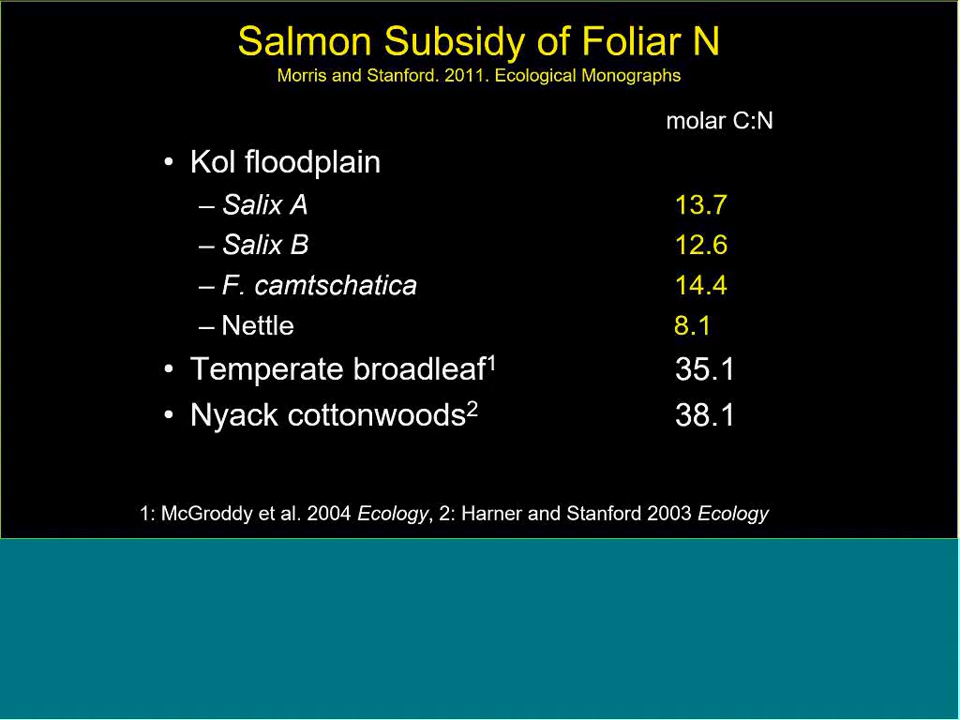 Salmon Subsidy of Foliar N
Morris and Stanford. 2011. Ecological Monographs
molar C:N
• Kol floodplain
– Salix A 13.7
– Salix B 12.6
– F. camtschatica 14.4
– Nettle 8.1
• Temperate broadleaf¹ 35.1
• Nyack cottonwoods² 38.1
1: McGroddy et al. 2004 Ecology, 2: Harner and Stanford 2003 Ecology